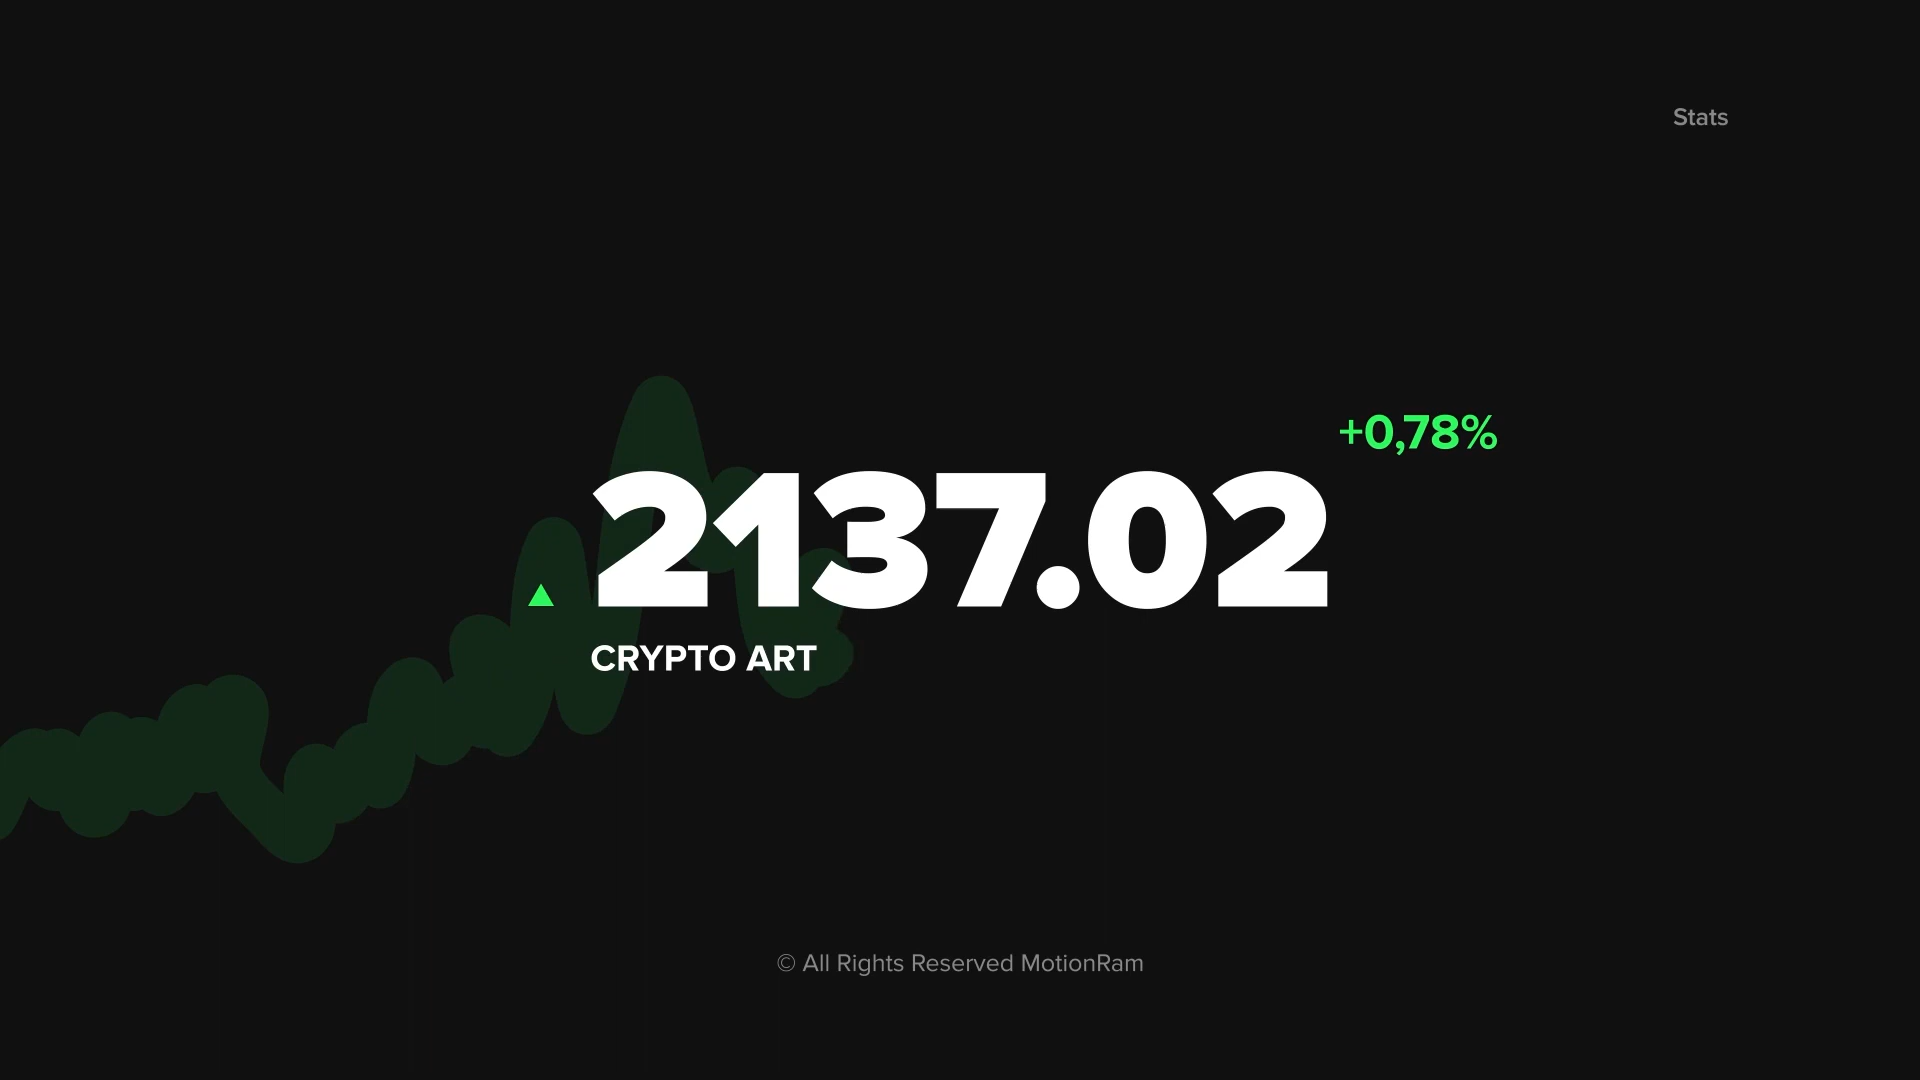 Stats
+0,78%
2137.02
CRYPTO ART
© All Rights Reserved MotionRam